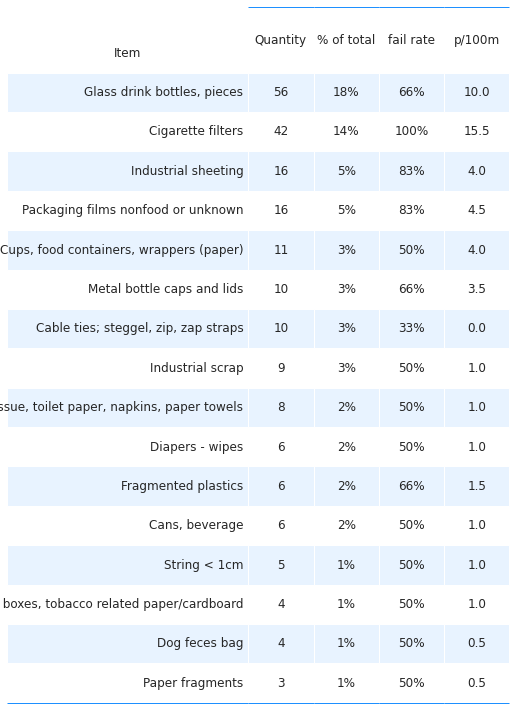 Item Quantity % of total fail rate p/100m
Glass drink bottles, pieces 56 18% 66% 10.0
Cigarette filters 42 14% 100% 15.5
Industrial sheeting 16 5% 83% 4.0
Packaging films nonfood or unknown 16 5% 83% 4.5
Cups, food containers, wrappers (paper) 11 3% 50% 4.0
Metal bottle caps and lids 10 3% 66% 3.5
Cable ties; steggel, zip, zap straps 10 3% 33% 0.0
Industrial scrap 9 3% 50% 1.0
ssue, toilet paper, napkins, paper towels 8 2% 50% 1.0
Diapers - wipes 6 2% 50% 1.0
Fragmented plastics 6 2% 66% 1.5
Cans, beverage 6 2% 50% 1.0
String < 1cm 5 1% 50% 1.0
boxes, tobacco related paper/cardboard 4 1% 50% 1.0
Dog feces bag 4 1% 50% 0.5
Paper fragments 3 1% 50% 0.5